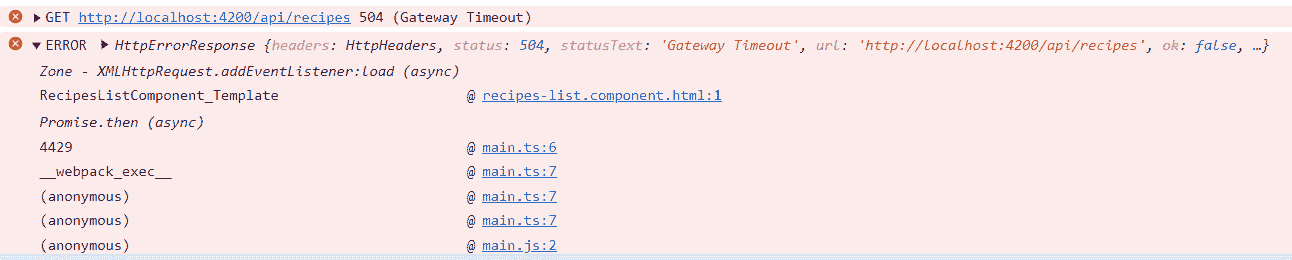 GET http://localhost:4200/api/recipes 504 (Gateway Timeout)
ERROR HttpErrorResponse {headers: HttpHeaders, status: 504, statusText: 'Gateway Timeout', url: 'http://localhost:4200/api/recipes', ok: false, …}
Zone - XMLHttpRequest.addEventListener:load (async)
RecipesListComponent_Template @ recipes-list.component.html:1
Promise.then (async)
4429 @ main.ts:6
__webpack_exec__ @ main.ts:7
(anonymous) @ main.ts:7
(anonymous) @ main.ts:7
(anonymous) @ main.js:2